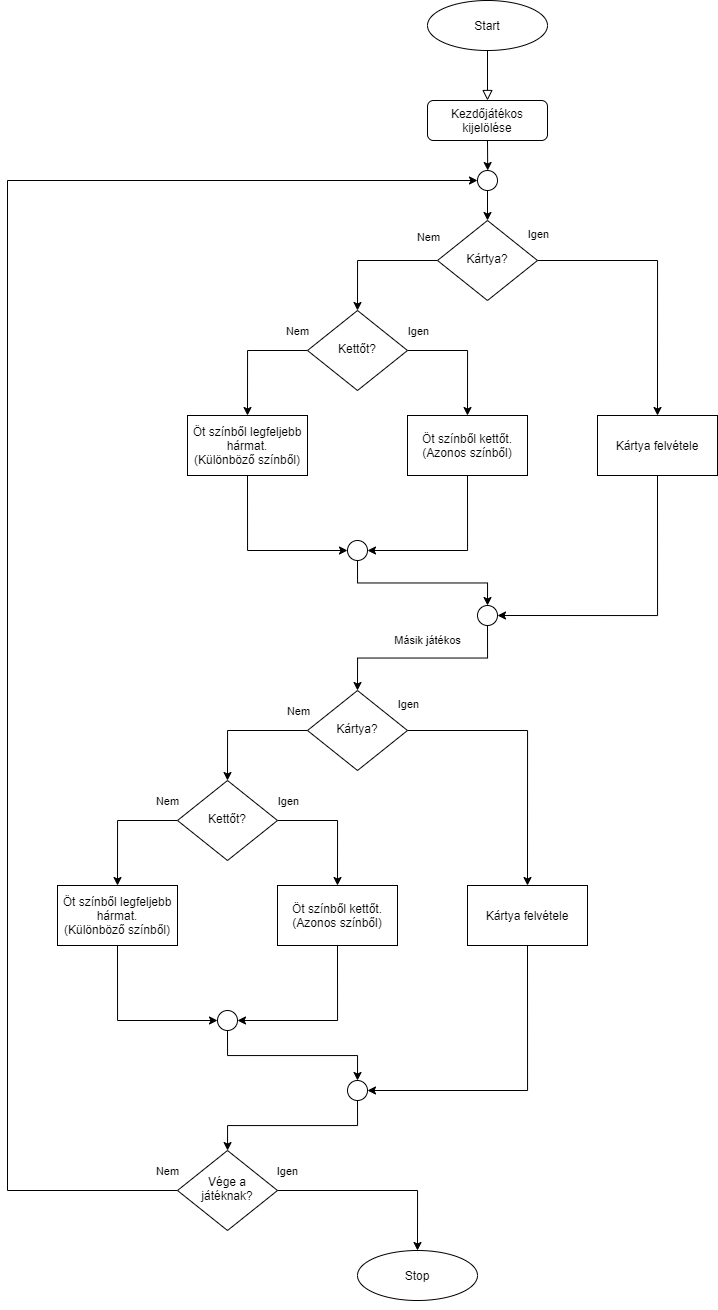 Start
Kezdőjátékos
kijelölése
Nem
Igen
Kártya?
Nem
Igen
Kettőt?
Öt színből legfeljebb
hármat.
(Különböző színből)
Öt színből kettőt.
(Azonos színből)
Kártya felvétele
Másik játékos
Nem
Igen
Kártya?
Nem
Igen
Kettőt?
Öt színből legfeljebb
hármat.
(Különböző színből)
Öt színből kettőt.
(Azonos színből)
Kártya felvétele
Nem
Igen
Vége a
játéknak?
Stop